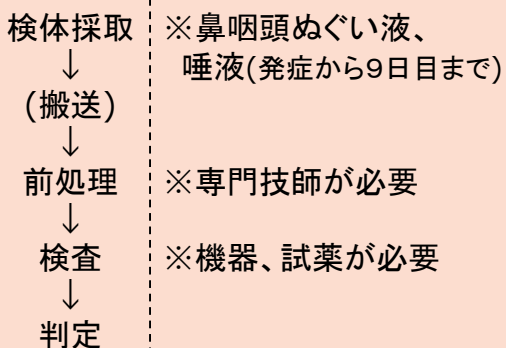 検体採取 ※鼻咽頭ぬぐい液、
↓ 唾液(発症から9日目まで)
(搬送)
↓
前処理 ※専門技師が必要
↓
検査 ※機器、試薬が必要
↓
判定